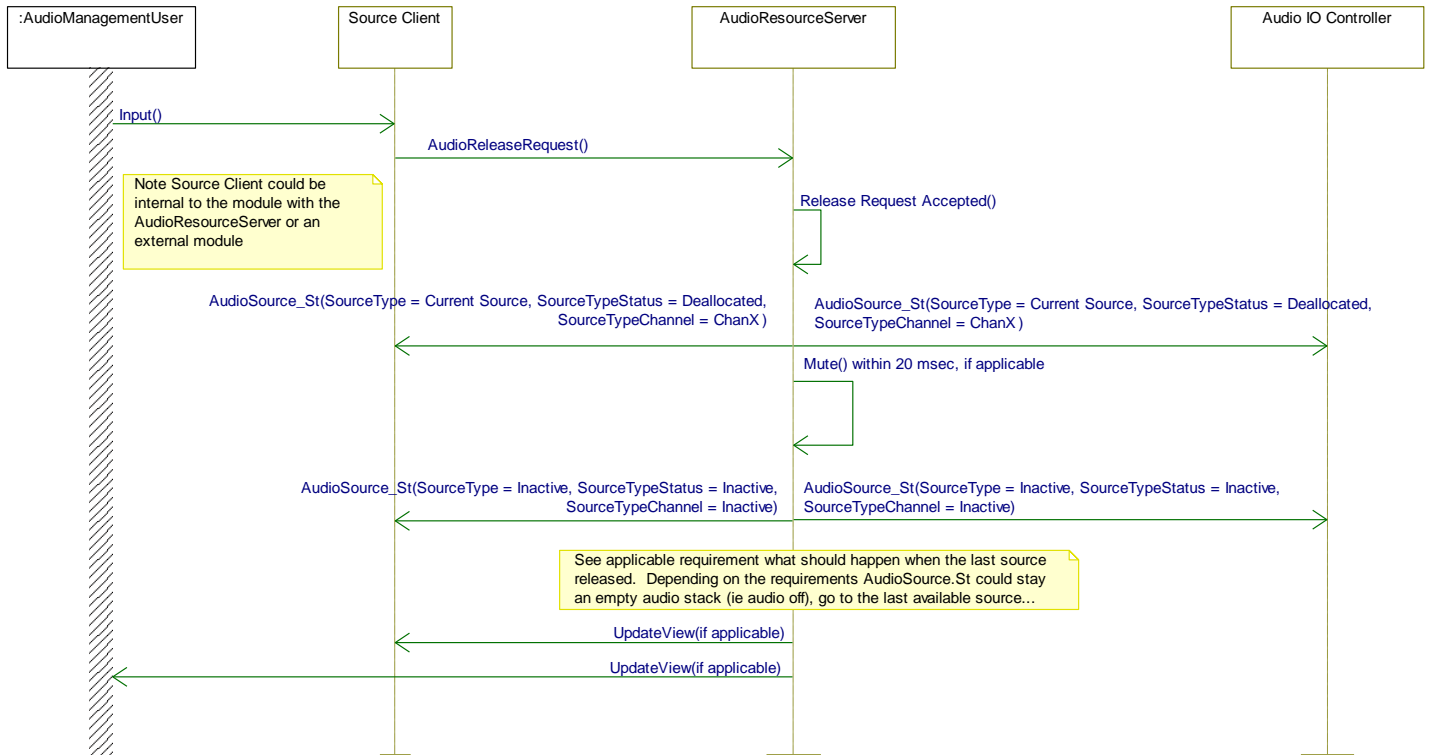 :AudioManagementUser
Source Client
AudioResourceServer
Audio IO Controller
Input()
AudioReleaseRequest()
Note Source Client could be
internal to the module with the
AudioResourceServer or an
external module
Release Request Accepted()
AudioSource_St(SourceType = Current Source, SourceTypeStatus = Deallocated,
SourceTypeChannel = ChanX )
AudioSource_St(SourceType = Current Source, SourceTypeStatus = Deallocated,
SourceTypeChannel = ChanX )
Mute() within 20 msec, if applicable
AudioSource_St(SourceType = Inactive, SourceTypeStatus = Inactive,
SourceTypeChannel = Inactive)
AudioSource_St(SourceType = Inactive, SourceTypeStatus = Inactive,
SourceTypeChannel = Inactive)
See applicable requirement what should happen when the last source
released. Depending on the requirements AudioSource.St could stay
an empty audio stack (ie audio off), go to the last available source...
UpdateView(if applicable)
UpdateView(if applicable)